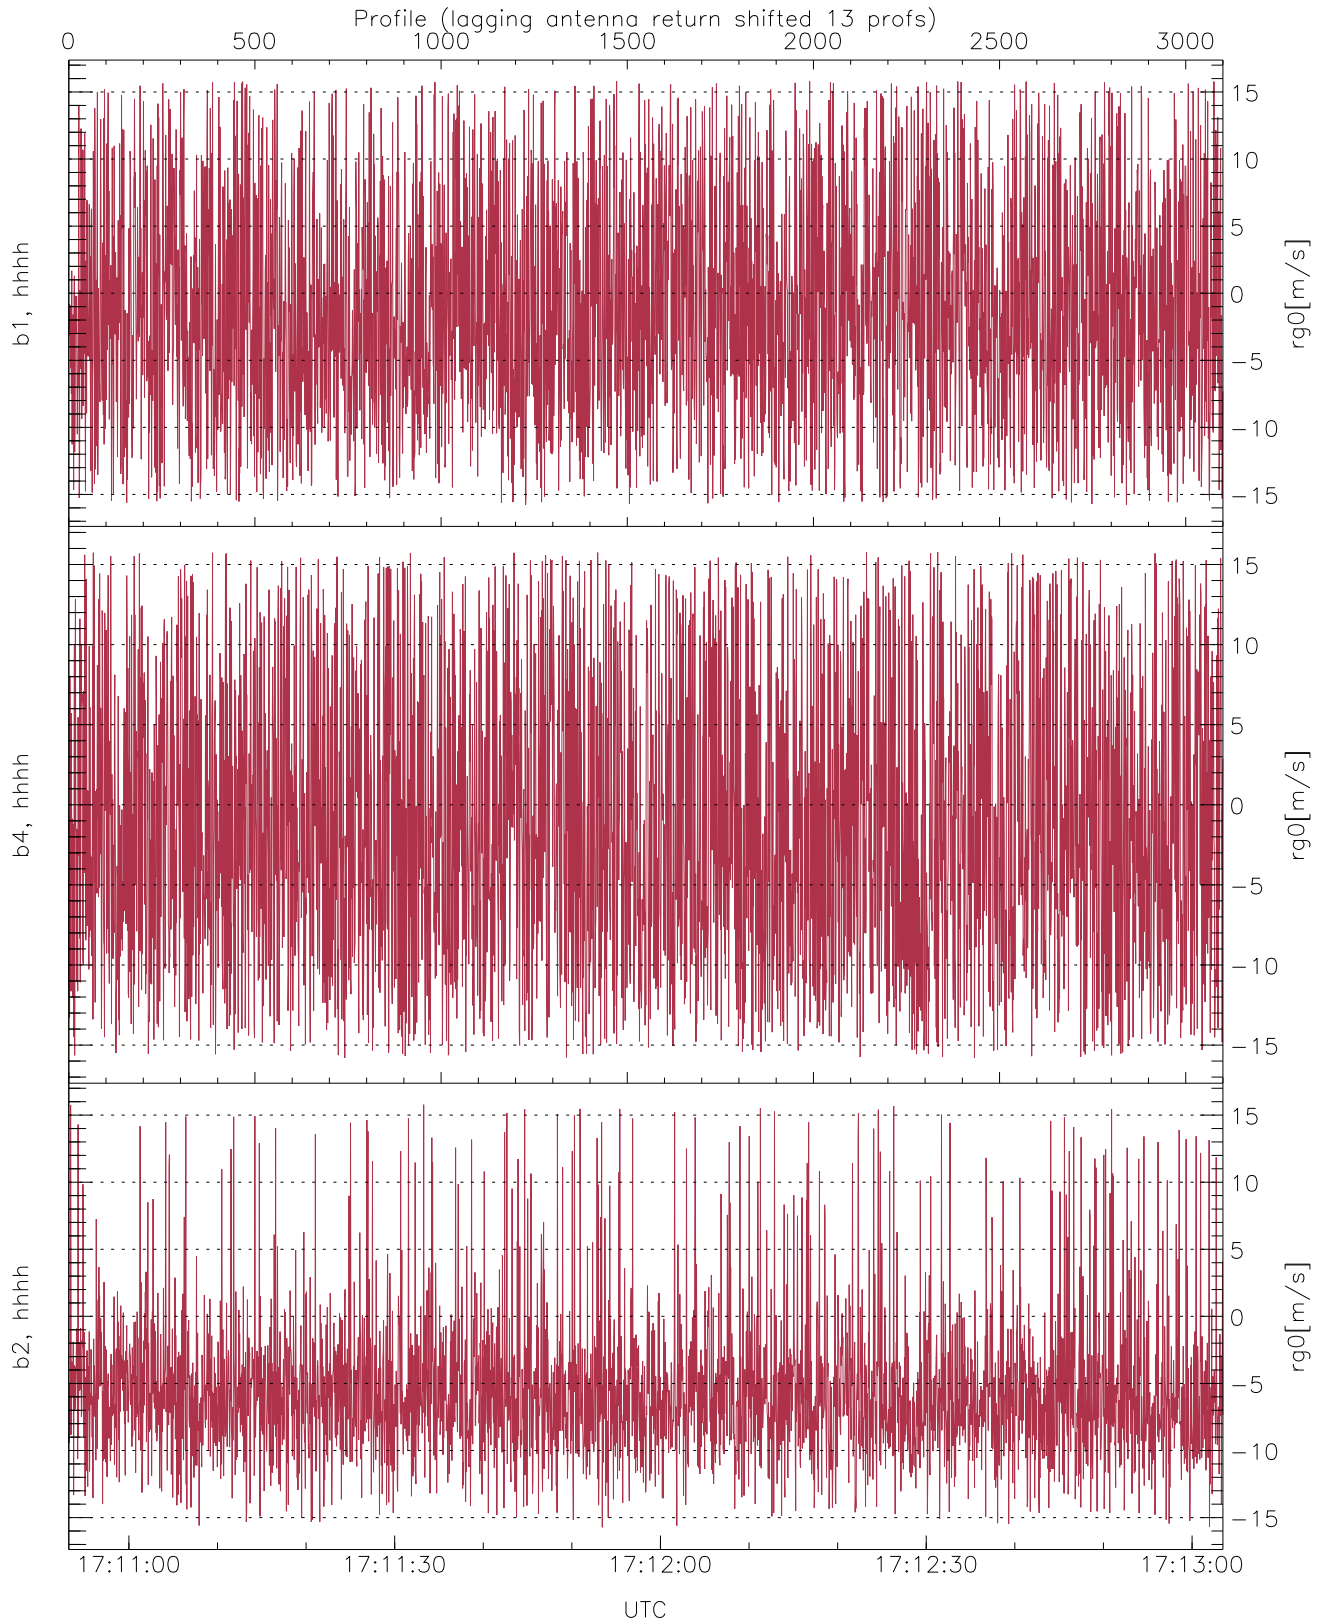 Profile (lagging antenna return shifted 13 profs)
0 500 1000 1500 2000 2500 3000
15
10
5
0
-5
-10
-15
b1, hhhh
rg0[m/s]
15
10
5
0
-5
-10
-15
b4, hhhh
rg0[m/s]
15
10
5
0
-5
-10
-15
b2, hhhh
rg0[m/s]
17:11:00 17:11:30 17:12:00 17:12:30 17:13:00
UTC